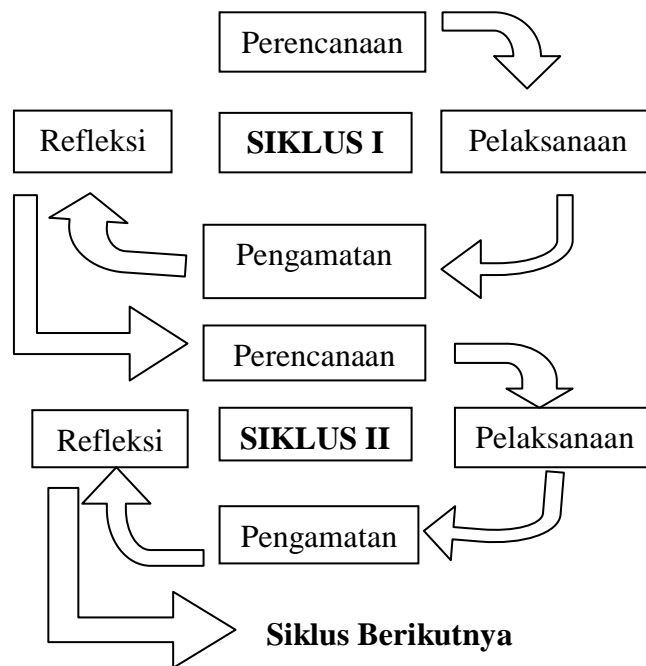 Perencanaan
Refleksi
SIKLUS I
Pelaksanaan
Pengamatan
Perencanaan
Refleksi
SIKLUS II
Pelaksanaan
Pengamatan
Siklus Berikutnya